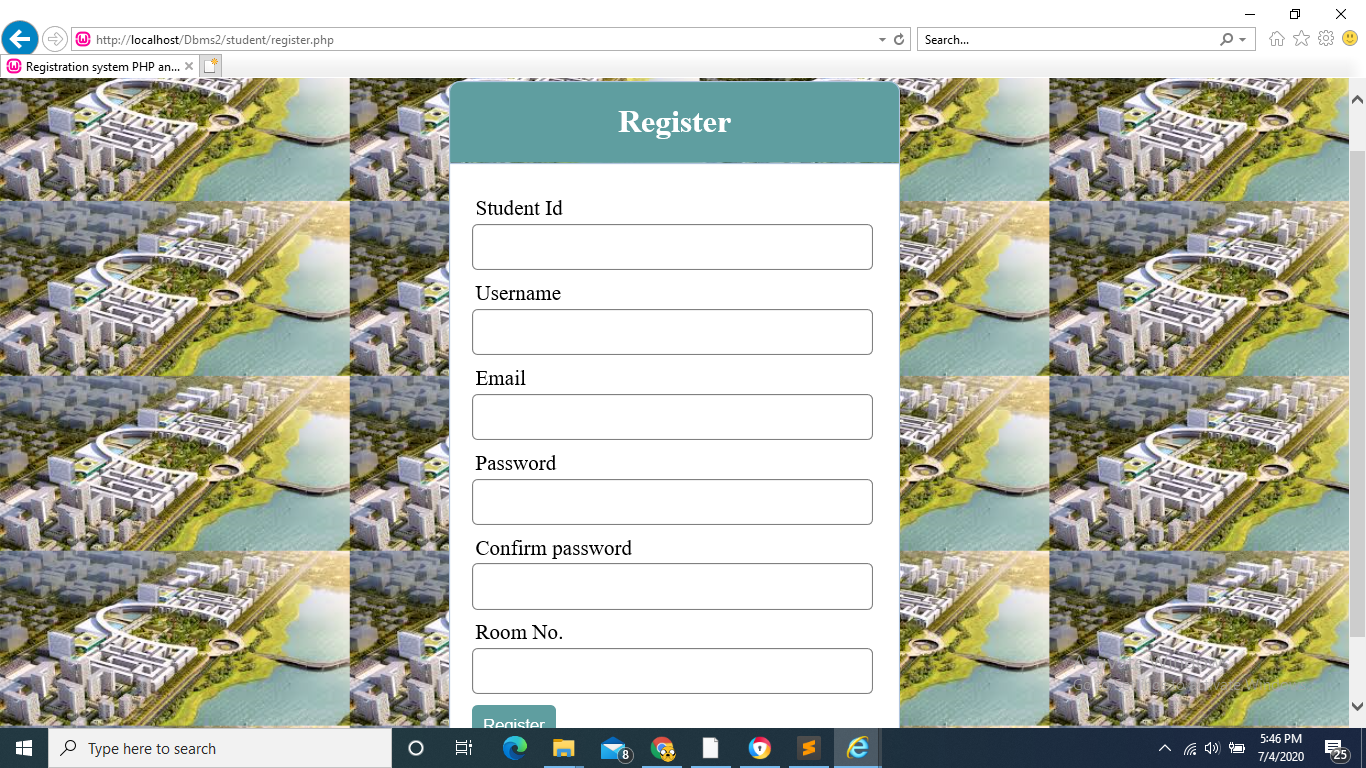 http://localhost/Dbms2/student/register.php
Search...
Registration system PHP an...
Register
Student Id
Username
Email
Password
Confirm password
Room No.
Register
Type here to search
8
5:46 PM
7/4/2020
25